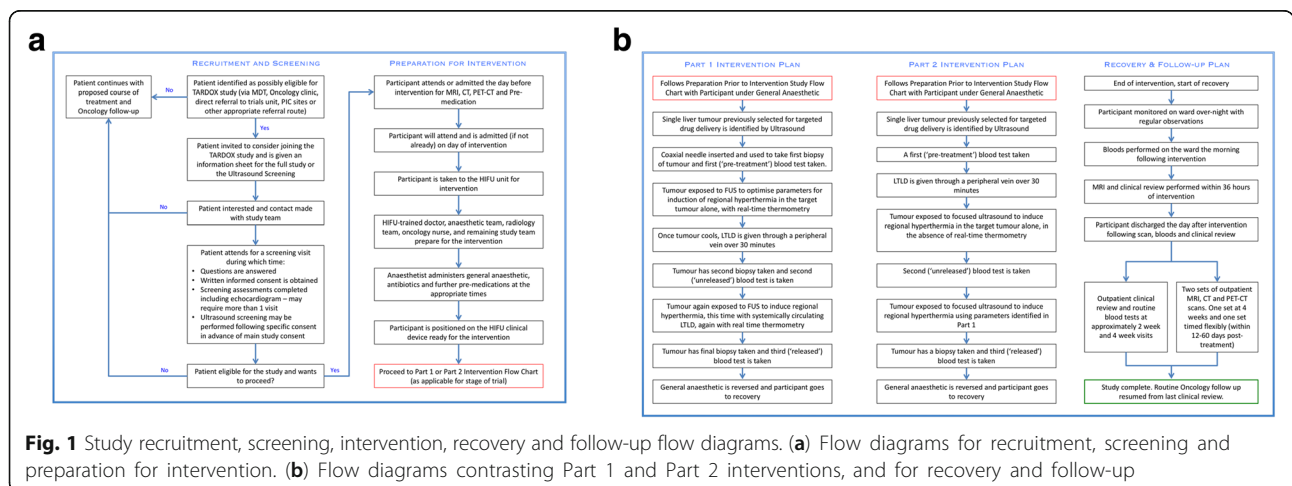 a
RECRUITMENT AND SCREENING
Patient continues with
proposed course of
treatment and
Oncology follow-up
No
Patient identified as possibly eligible for
TARDOX study (via MDT, Oncology clinic,
direct referral to trials unit, PIC sites or
other appropriate referral route)
Yes
Patient invited to consider joining the
TARDOX study and is given an
information sheet for the full study or
the Ultrasound Screening
No
Patient interested and contact made
with study team
Patient attends for a screening visit
during which time:
• Questions are answered
• Written informed consent is obtained
• Screening assessments completed
including echocardiogram – may
require more than 1 visit
• Ultrasound screening may be
performed following specific consent
in advance of main study consent
No
Patient eligible for the study and wants
to proceed?
Yes
PREPARATION FOR INTERVENTION
Participant attends or admitted the day before
intervention for MRI, CT, PET-CT and Pre-
medication
Participant will attend and is admitted (if not
already) on day of intervention
Participant is taken to the HIFU unit for
intervention
HIFU-trained doctor, anaesthetic team, radiology
team, oncology nurse, and remaining study team
prepare for the intervention
Anaesthetist administers general anaesthetic,
antibiotics and further pre-medications at the
appropriate times
Participant is positioned on the HIFU clinical
device ready for the intervention
Proceed to Part 1 or Part 2 Intervention Flow Chart
(as applicable for stage of trial)
b
PART 1 INTERVENTION PLAN
Follows Preparation Prior to Intervention Study Flow
Chart with Participant under General Anaesthetic
Single liver tumour previously selected for targeted
drug delivery is identified by Ultrasound
Coaxial needle inserted and used to take first biopsy
of tumour and first ('pre-treatment') blood test taken.
Tumour exposed to FUS to optimise parameters for
induction of regional hyperthermia in the target
tumour alone, with real-time thermometry
Once tumour cools, LTLD is given through a peripheral
vein over 30 minutes
Tumour has second biopsy taken and second
('unreleased') blood test is taken
Tumour again exposed to FUS to induce regional
hyperthermia, this time with systemically circulating
LTLD, again with real time thermometry
Tumour has final biopsy taken and third ('released')
blood test is taken
General anaesthetic is reversed and participant goes
to recovery
PART 2 INTERVENTION PLAN
Follows Preparation Prior to Intervention Study Flow
Chart with Participant under General Anaesthetic
Single liver tumour previously selected for targeted
drug delivery is identified by Ultrasound
A first ('pre-treatment') blood test taken
LTLD is given through a peripheral vein over 30
minutes
Tumour exposed to focused ultrasound to induce
regional hyperthermia in the target tumour alone, in
the absence of real-time thermometry
Second ('unreleased') blood test is taken
Tumour exposed to focused ultrasound to induce
regional hyperthermia using parameters identified in
Part 1
Tumour has a biopsy taken and third ('released')
blood test is taken
General anaesthetic is reversed and participant goes
to recovery
RECOVERY & FOLLOW-UP PLAN
End of intervention, start of recovery
Participant monitored on ward over-night with
regular observations
Bloods performed on the ward the morning
following intervention
MRI and clinical review performed within 36 hours
of intervention
Participant discharged the day after intervention
following scan, bloods and clinical review
Outpatient clinical
review and routine
blood tests at
approximately 2 week
and 4 week visits
Two sets of outpatient
MRI, CT and PET-CT
scans. One set at 4
weeks and one set
timed flexibly (within
12-60 days post-
treatment)
Study complete. Routine Oncology follow up
resumed from last clinical review.
Fig. 1 Study recruitment, screening, intervention, recovery and follow-up flow diagrams. (a) Flow diagrams for recruitment, screening and
preparation for intervention. (b) Flow diagrams contrasting Part 1 and Part 2 interventions, and for recovery and follow-up